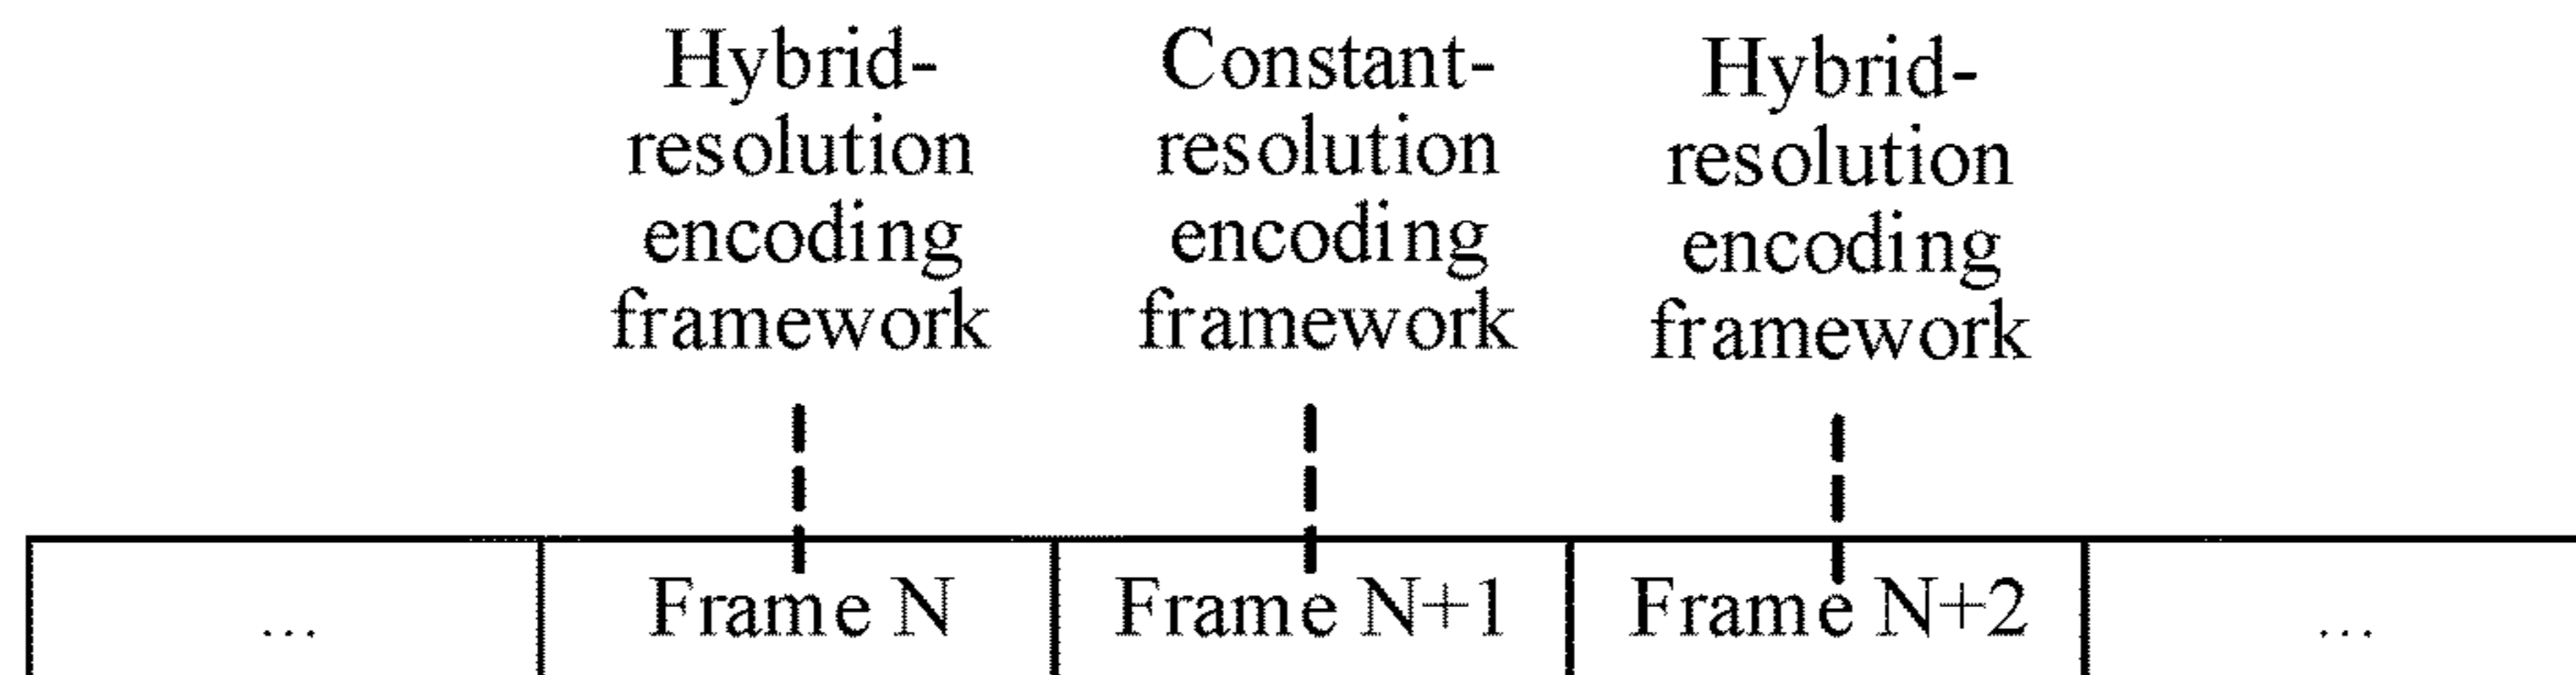 Hybrid-
resolution
encoding
framework
Constant-
resolution
encoding
framework
Hybrid-
resolution
encoding
framework
... Frame N Frame N+1 Frame N+2 ...